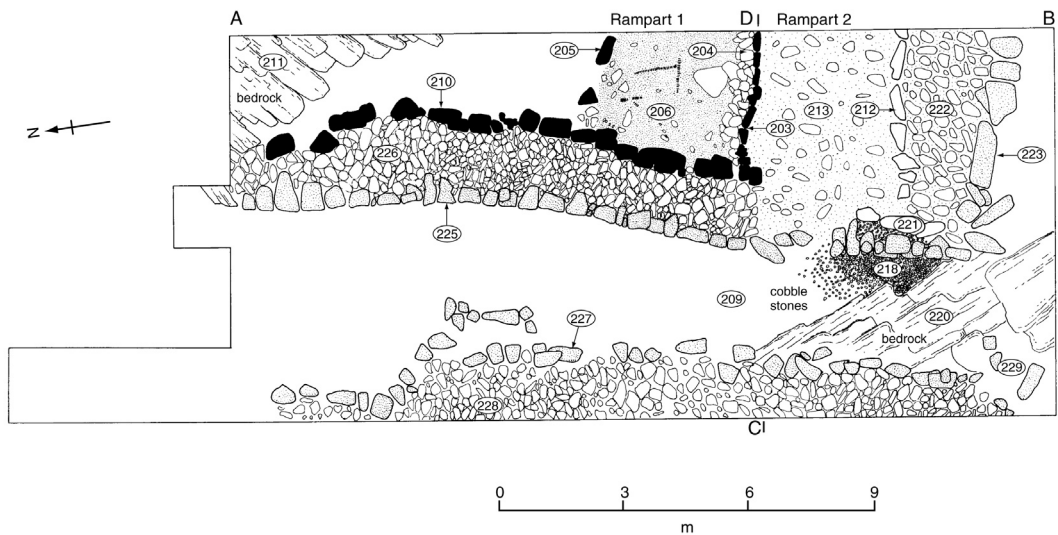 A Rampart 1 D Rampart 2 B
211 205 204
210
bedrock 206 213 212 222
203
226 223
N
221
225
218
209 cobble
stones 220
bedrock
227
229
228
C
0 3 6 9
m